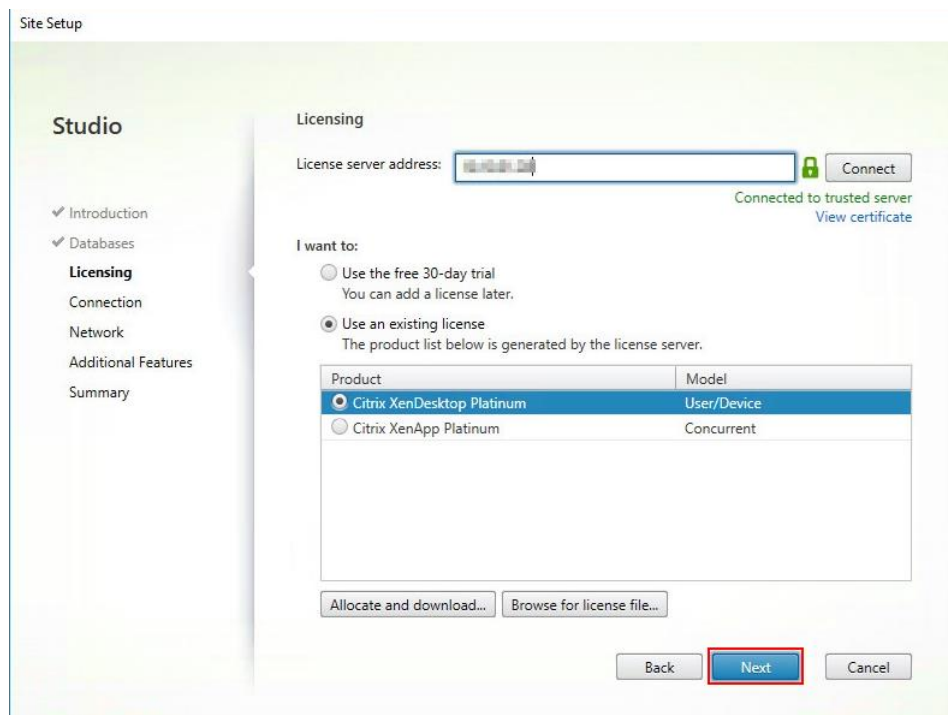 Site Setup
Studio
Introduction
Databases
Licensing
Connection
Network
Additional Features
Summary
Licensing
License server address:
Connect
Connected to trusted server
View certificate
I want to:
Use the free 30-day trial
You can add a license later.
Use an existing license
The product list below is generated by the license server.
Product Model
Citrix XenDesktop Platinum User/Device
Citrix XenApp Platinum Concurrent
Allocate and download... Browse for license file...
Back Next Cancel